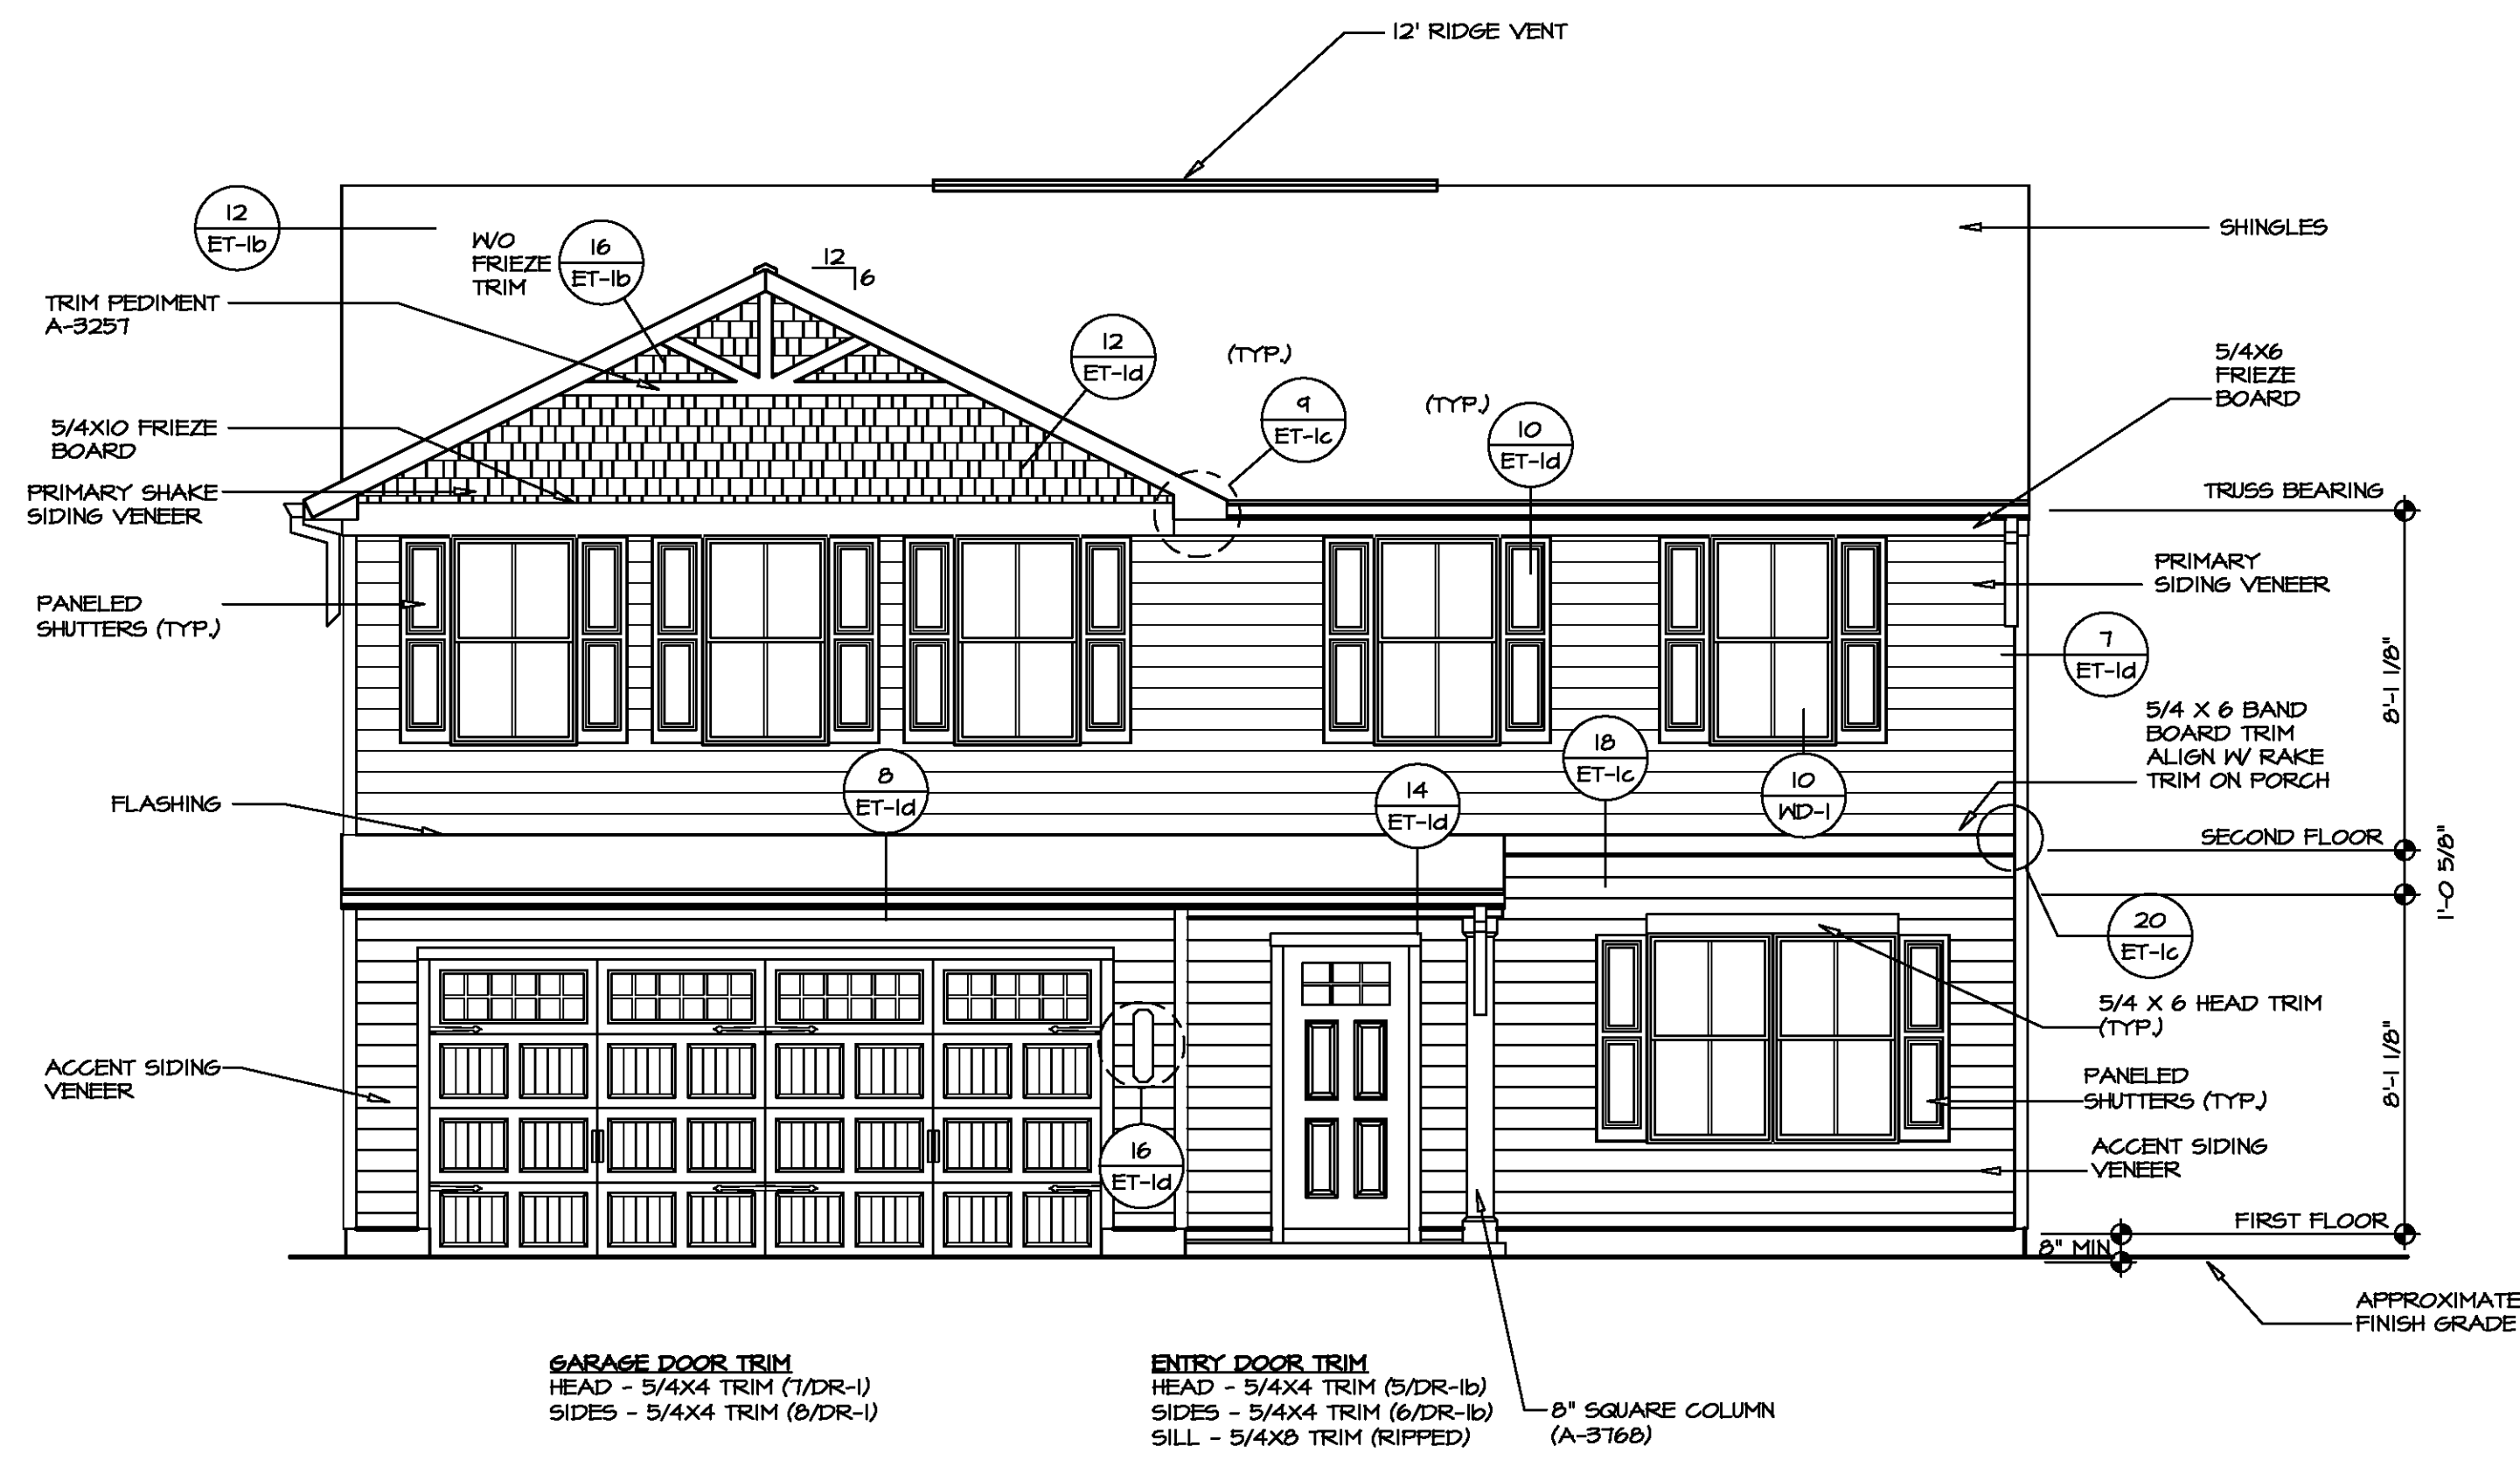 12' RIDGE VENT
12
ET-1b
SHINGLES
W/O
FRIEZE
TRIM
16
ET-1b
12
6
TRIM PEDIMENT
A-3257
12
ET-1d
(TYP.)
9
ET-1c
(TYP.)
10
ET-1d
5/4X6
FRIEZE
BOARD
5/4X10 FRIEZE
BOARD
PRIMARY SHAKE
SIDING VENEER
TRUSS BEARING
PRIMARY
SIDING VENEER
PANELED
SHUTTERS (TYP.)
7
ET-1d
8'-1 1/8"
5/4 X 6 BAND
BOARD TRIM
ALIGN W/ RAKE
TRIM ON PORCH
18
ET-1c
10
WD-1
8
ET-1d
14
ET-1d
FLASHING
SECOND FLOOR
1'-0 5/8"
20
ET-1c
5/4 X 6 HEAD TRIM
(TYP.)
8'-1 1/8"
ACCENT SIDING
VENEER
PANELED
SHUTTERS (TYP.)
16
ET-1d
ACCENT SIDING
VENEER
FIRST FLOOR
8" MIN
APPROXIMATE
FINISH GRADE
GARAGE DOOR TRIM
HEAD - 5/4X4 TRIM (7/DR-1)
SIDES - 5/4X4 TRIM (8/DR-1)
ENTRY DOOR TRIM
HEAD - 5/4X4 TRIM (5/DR-1b)
SIDES - 5/4X4 TRIM (6/DR-1b)
SILL - 5/4X8 TRIM (RIPPED)
8" SQUARE COLUMN
(A-3768)